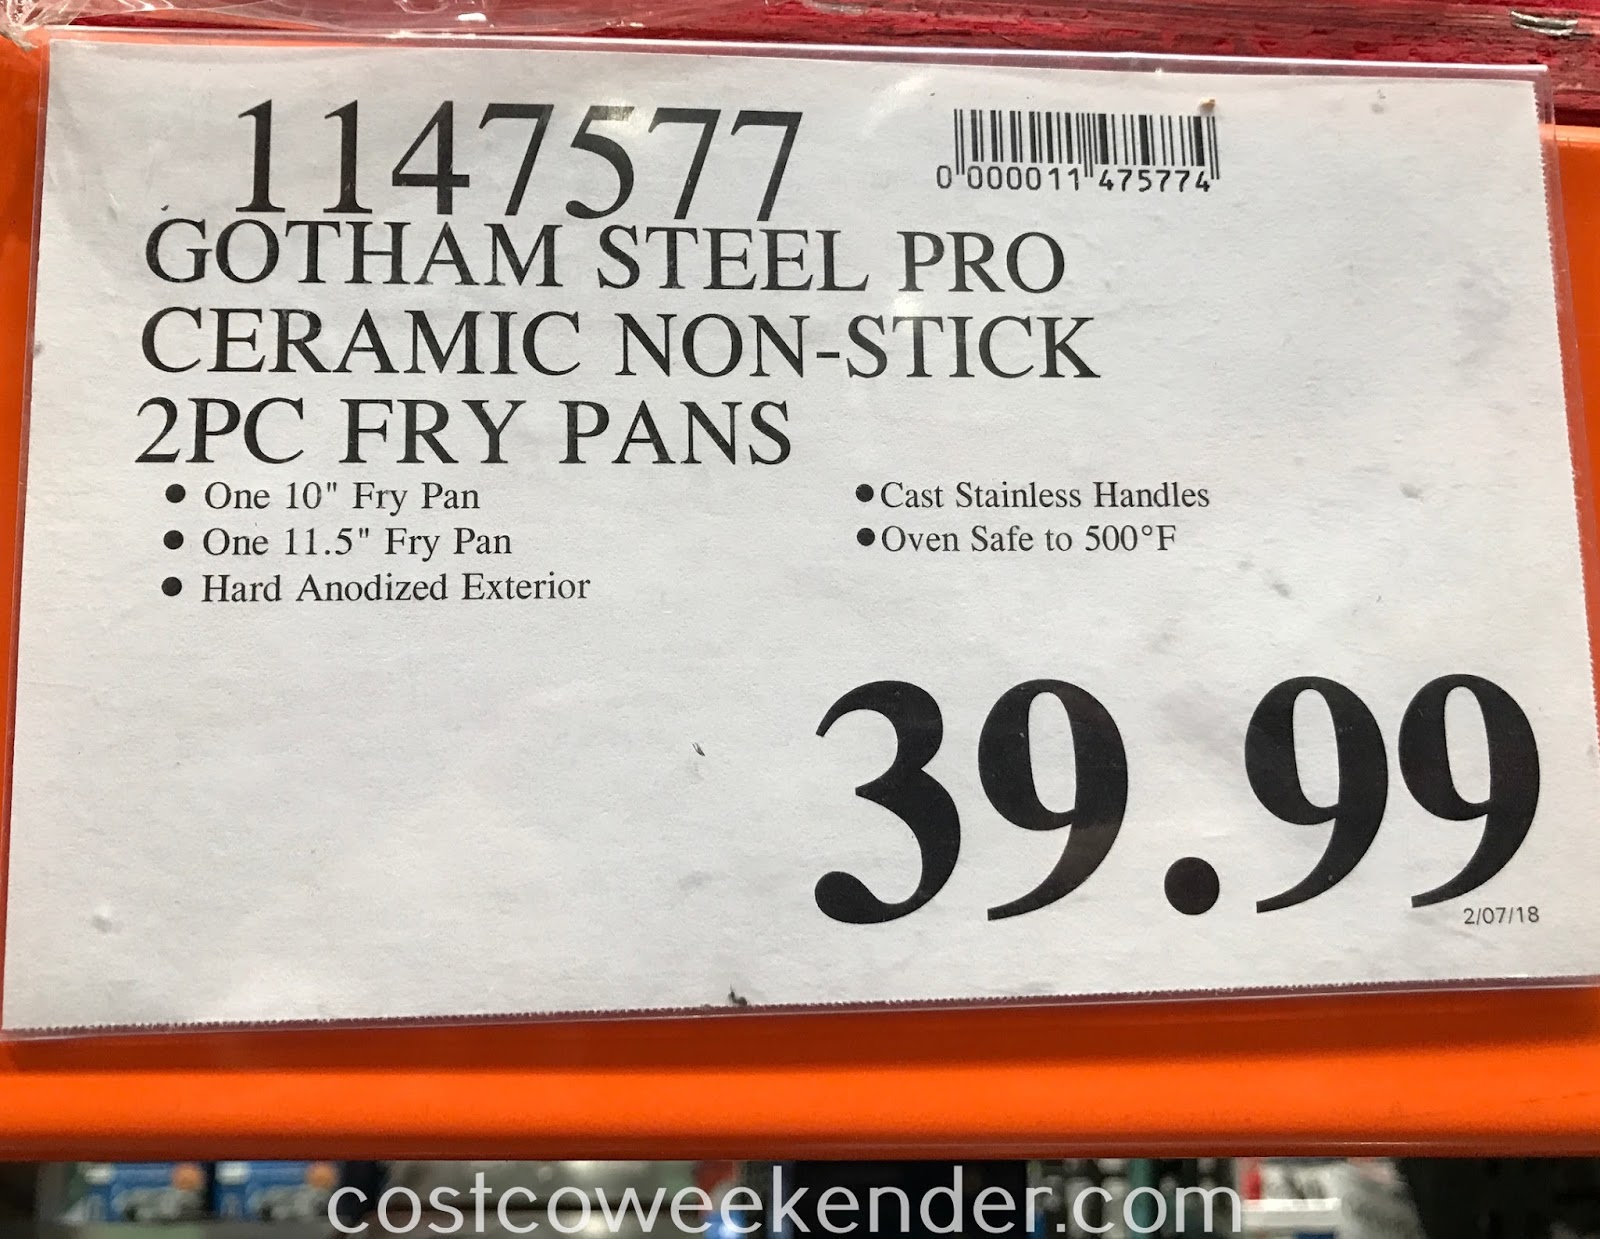 1147577
0 000011 475774
GOTHAM STEEL PRO
CERAMIC NON-STICK
2PC FRY PANS
● One 10" Fry Pan
● One 11.5" Fry Pan
● Hard Anodized Exterior
● Cast Stainless Handles
● Oven Safe to 500°F
39.99
2/07/18
costcoweekender.com